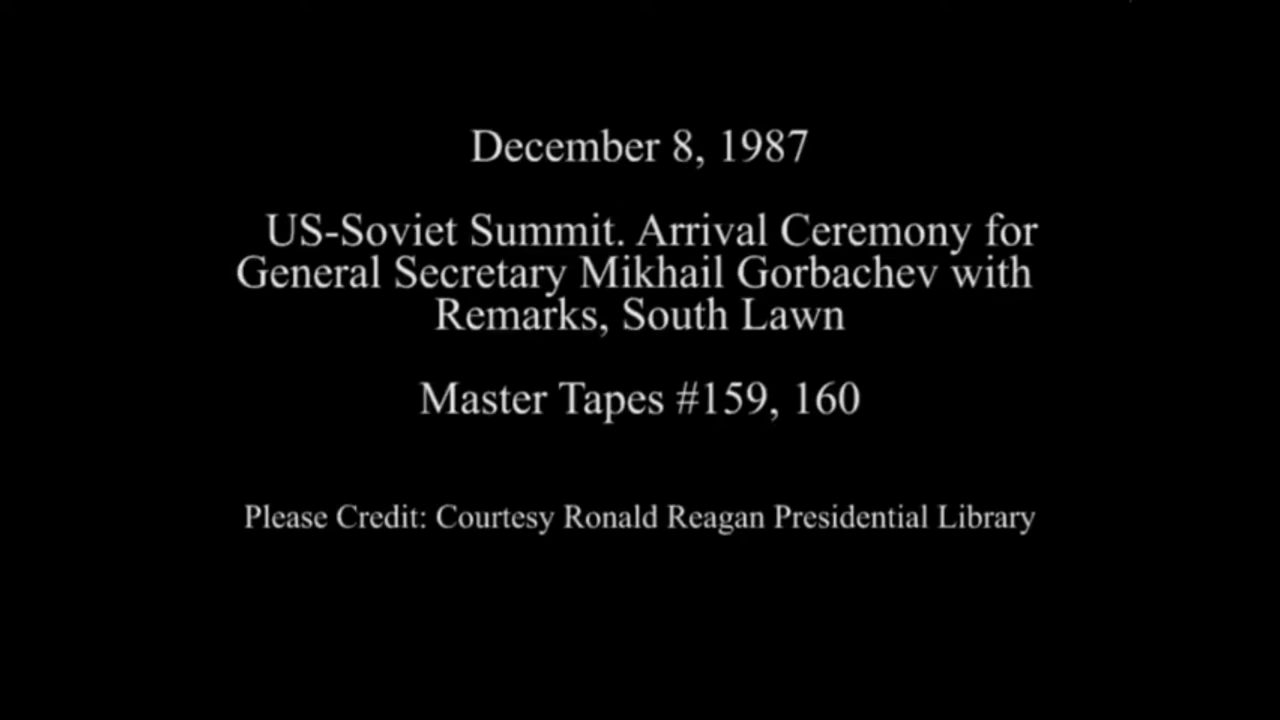 December 8, 1987
US-Soviet Summit. Arrival Ceremony for
General Secretary Mikhail Gorbachev with
Remarks, South Lawn
Master Tapes #159, 160
Please Credit: Courtesy Ronald Reagan Presidential Library